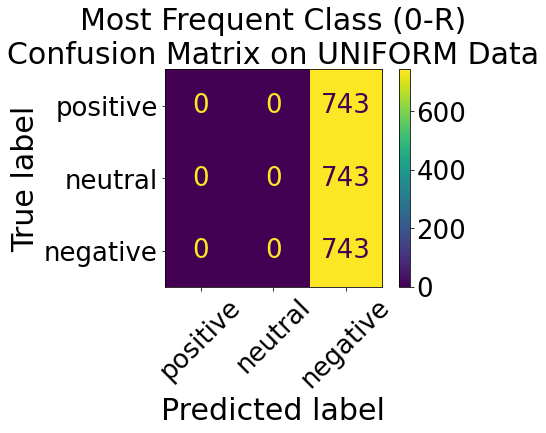 Most Frequent Class (0-R)
Confusion Matrix on UNIFORM Data
True label
positive 0 0 743
neutral 0 0 743
negative 0 0 743
positive neutral negative
Predicted label
600
400
200
0